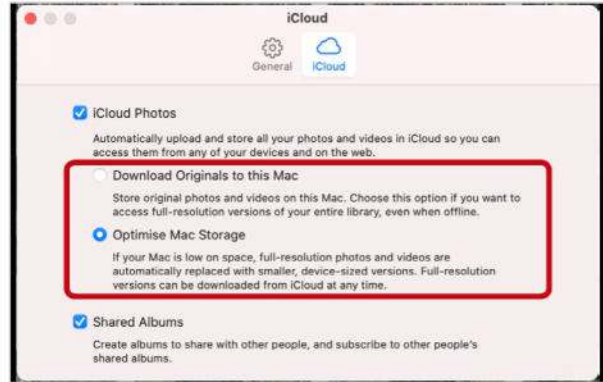 iCloud
General
iCloud
iCloud Photos
Automatically upload and store all your photos and videos in iCloud so you can
access them from any of your devices and on the web.
Download Originals to this Mac
Store original photos and videos on this Mac. Choose this option if you want to
access full-resolution versions of your entire library, even when offline.
Optimise Mac Storage
If your Mac is low on space, full-resolution photos and videos are
automatically replaced with smaller, device-sized versions. Full-resolution
versions can be downloaded from iCloud at any time.
Shared Albums
Create albums to share with other people, and subscribe to other people's
shared albums.